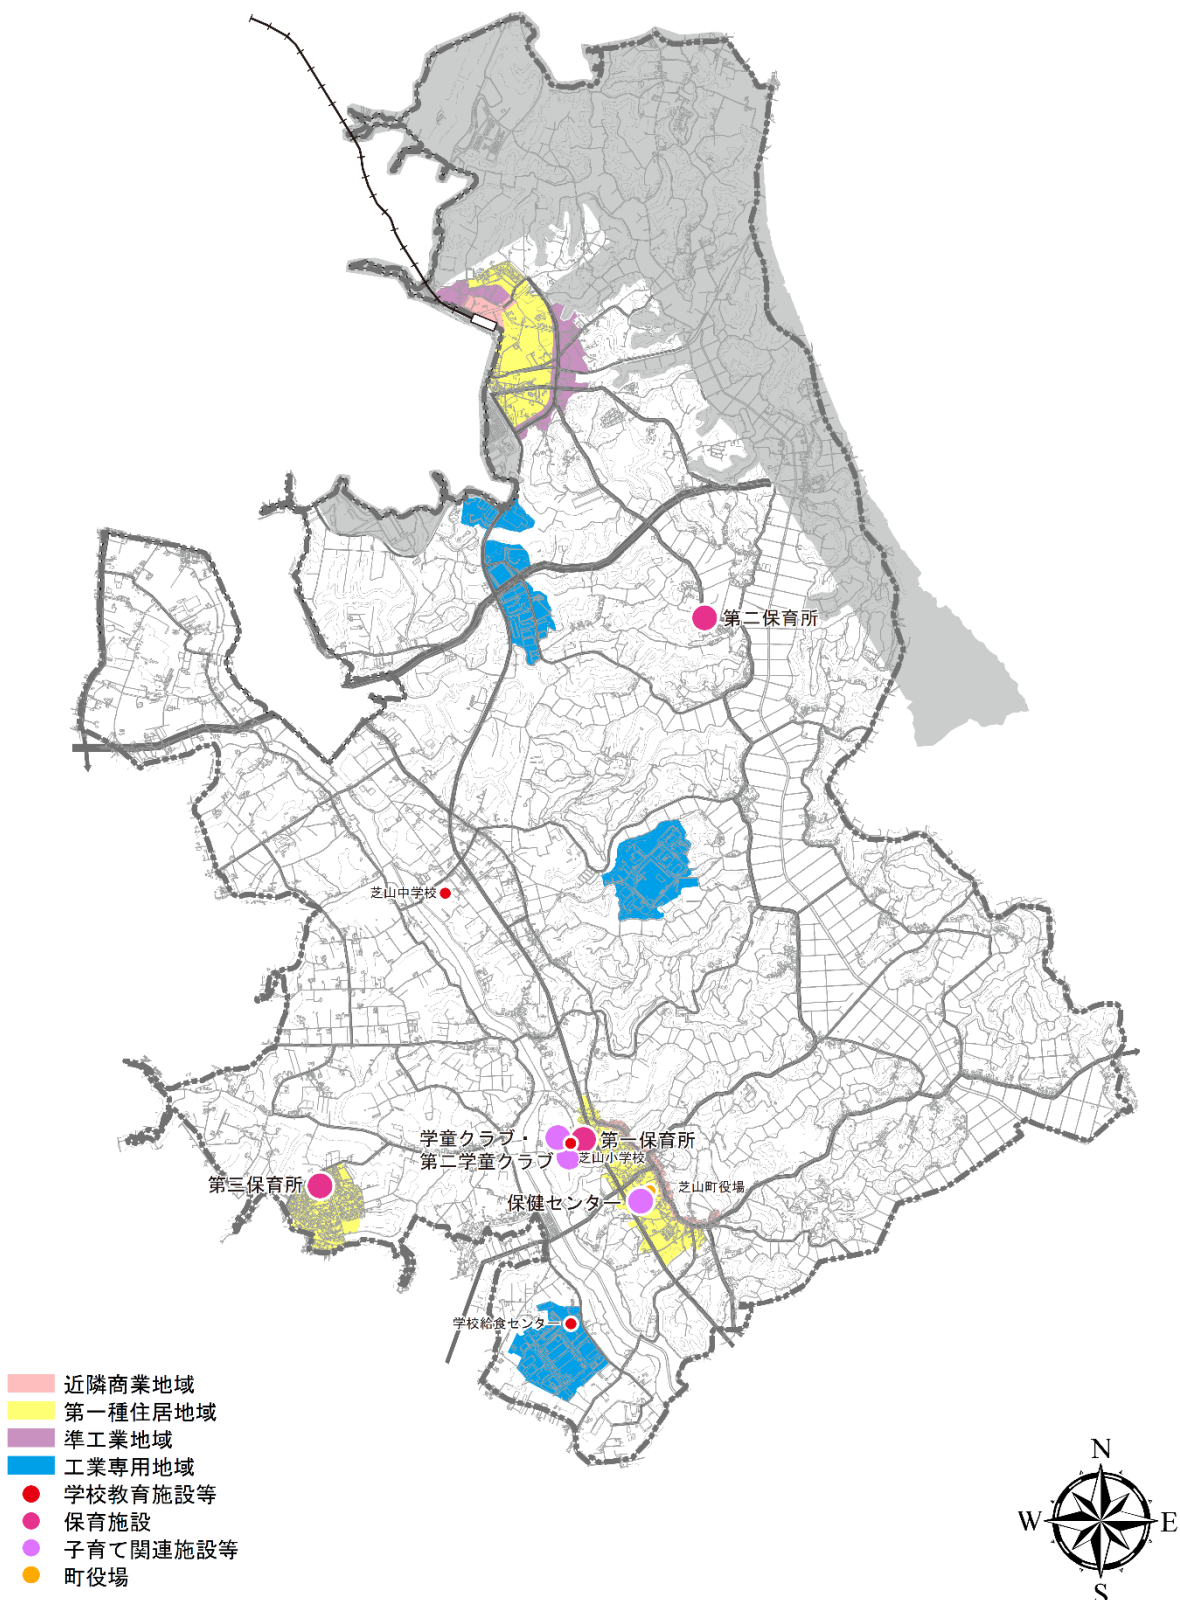 第二保育所
芝山中学校
学童クラブ・
第二学童クラブ
第一保育所
芝山小学校
第三保育所
芝山町役場
保健センター
学校給食センター
近隣商業地域
第一種住居地域
準工業地域
工業専用地域
学校教育施設等
保育施設
子育て関連施設等
町役場
N
W
E
S